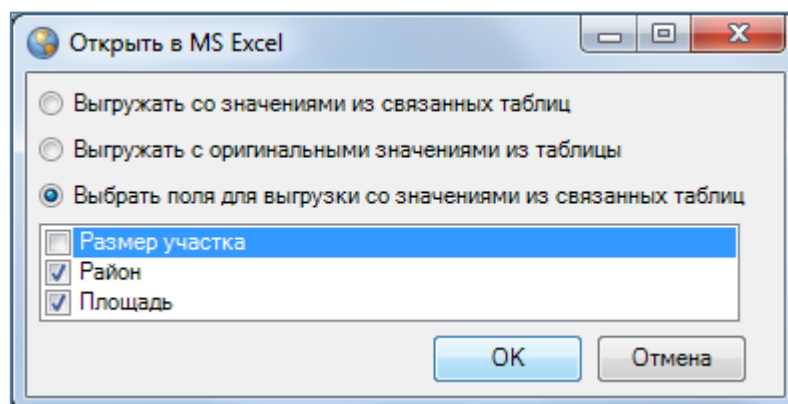 Открыть в MS Excel
Выгружать со значениями из связанных таблиц
Выгружать с оригинальными значениями из таблицы
Выбрать поля для выгрузки со значениями из связанных таблиц
Размер участка
Район
Площадь
OK Отмена